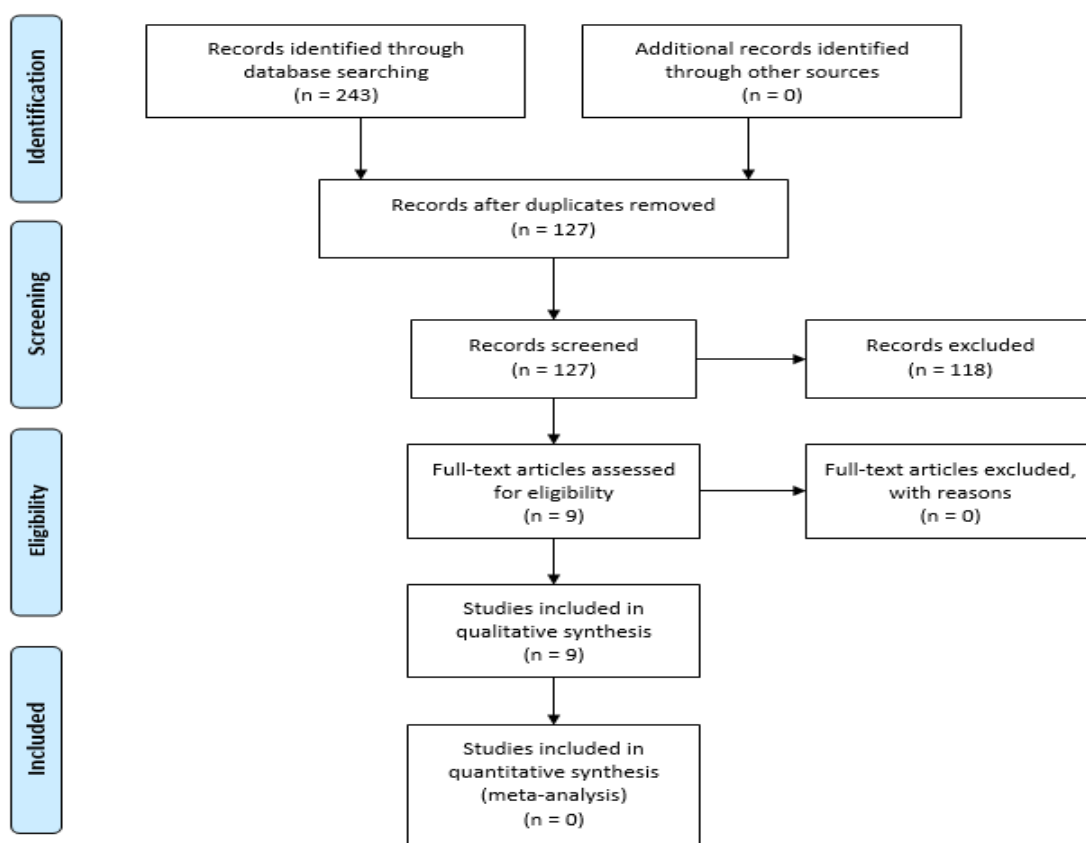 Identification
Records identified through
database searching
(n = 243)
Additional records identified
through other sources
(n = 0)
Records after duplicates removed
(n = 127)
Screening
Records screened
(n = 127)
Records excluded
(n = 118)
Eligibility
Full-text articles assessed
for eligibility
(n = 9)
Full-text articles excluded,
with reasons
(n = 0)
Studies included in
qualitative synthesis
(n = 9)
Included
Studies included in
quantitative synthesis
(meta-analysis)
(n = 0)